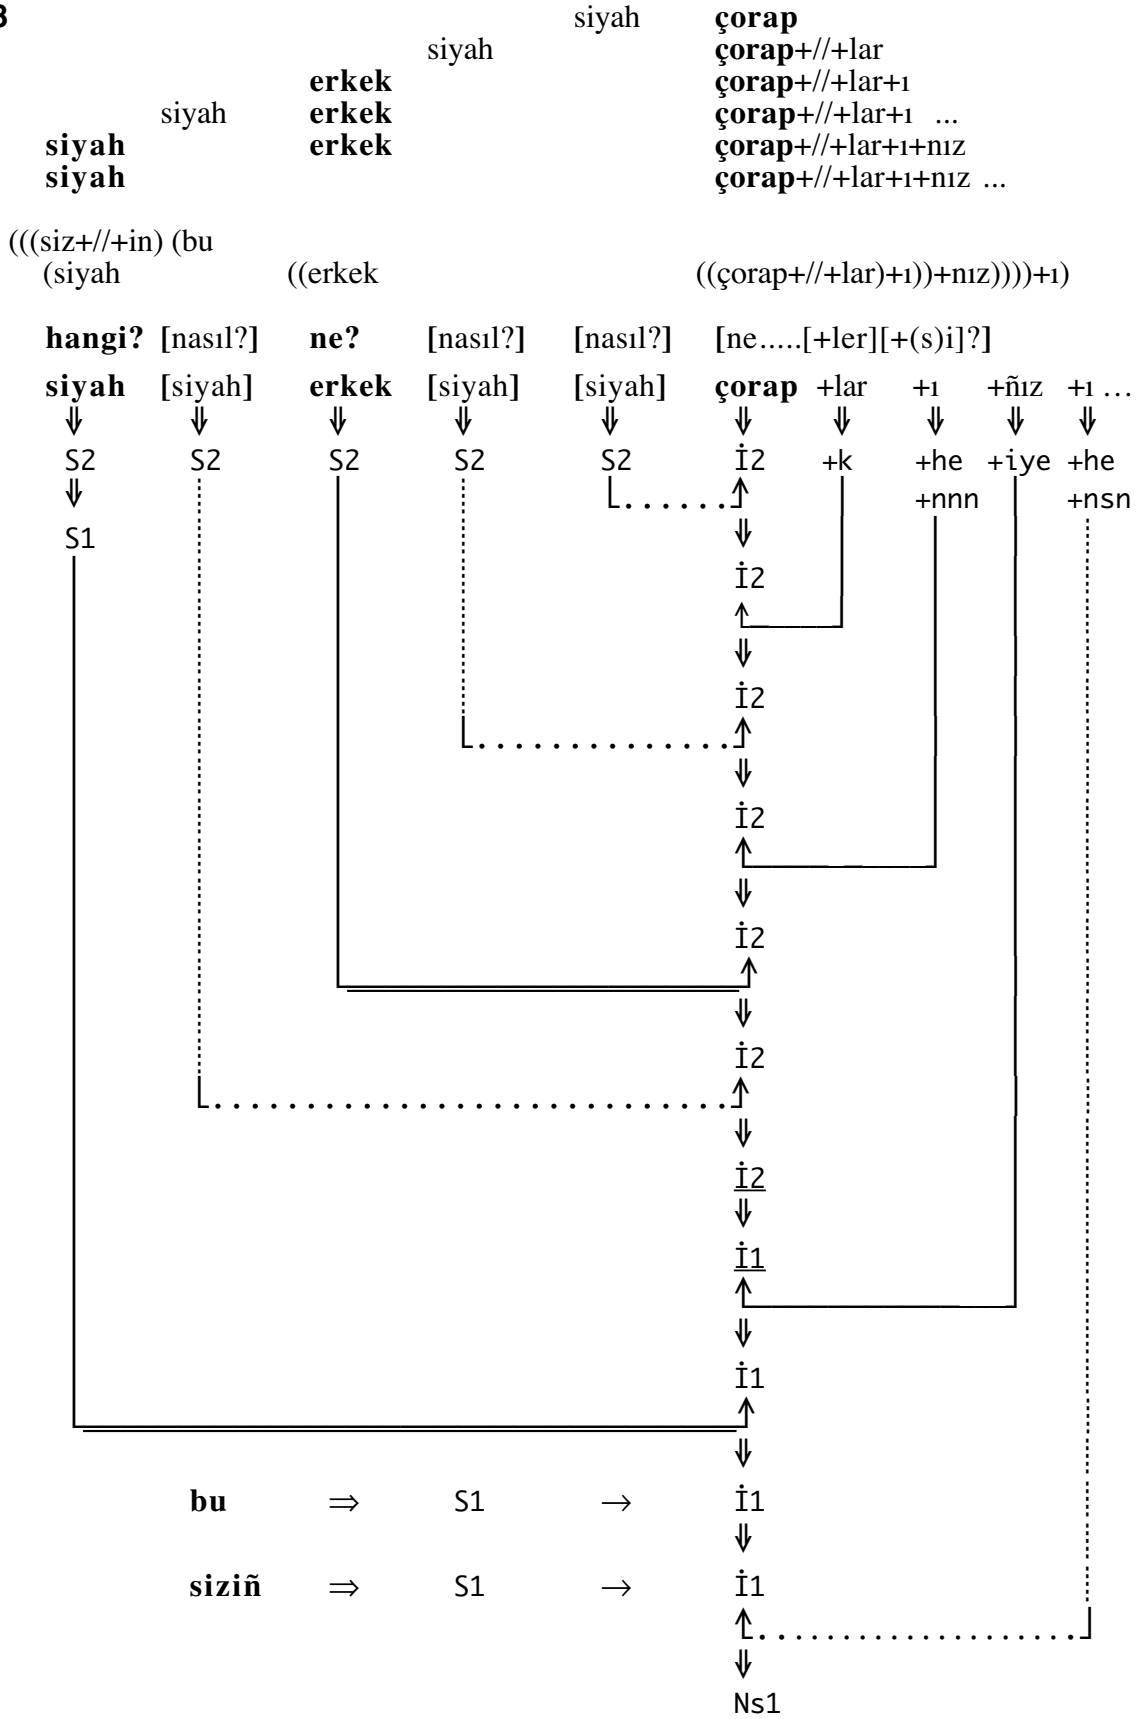 3
siyah çorap
siyah çorap+//+lar
erkek çorap+//+lar+ı
siyah erkek çorap+//+lar+ı ...
siyah erkek çorap+//+lar+ı+nız
siyah çorap+//+lar+ı+nız ...
(((siz+//+in) (bu
(siyah ((erkek ((çorap+//+lar)+ı))+nız))))+ı)
hangi? [nasıl?] ne? [nasıl?] [nasıl?] [ne.....[+ler][+(s)i]?]
siyah [siyah] erkek [siyah] [siyah] çorap +lar +ı +ñız +ı ...
⇓ ⇓ ⇓ ⇓ ⇓ ⇓ ⇓ ⇓ ⇓ ⇓
S2 S2 S2 S2 S2 İ2 +k +he +iye +he
⇓ +nnn +nsn
S1
⇓
İ2
⇓
İ2
⇓
İ2
⇓
İ2
⇓
İ2
⇓
İ2
⇓
İ1
⇓
İ1
⇓
bu ⇒ S1 → İ1
⇓
siziñ ⇒ S1 → İ1
⇓
Ns1